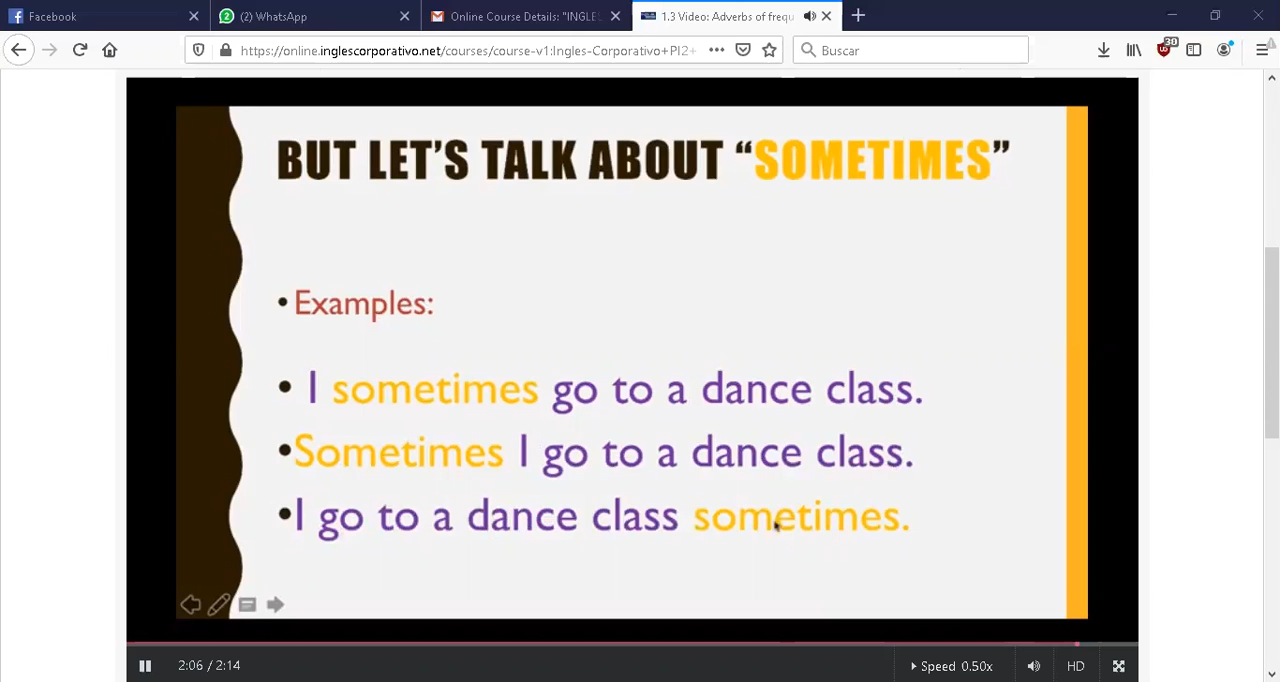 Facebook
(2) WhatsApp
Online Course Details: "INGLES
1.3 Video: Adverbs of frequ
https://online.inglescorporativo.net/courses/course-v1:Ingles-Corporativo+PI2+
Buscar
30
BUT LET'S TALK ABOUT “SOMETIMES”
• Examples:
• I sometimes go to a dance class.
•Sometimes I go to a dance class.
•I go to a dance class sometimes.
2:06 / 2:14
Speed 0.50x
HD